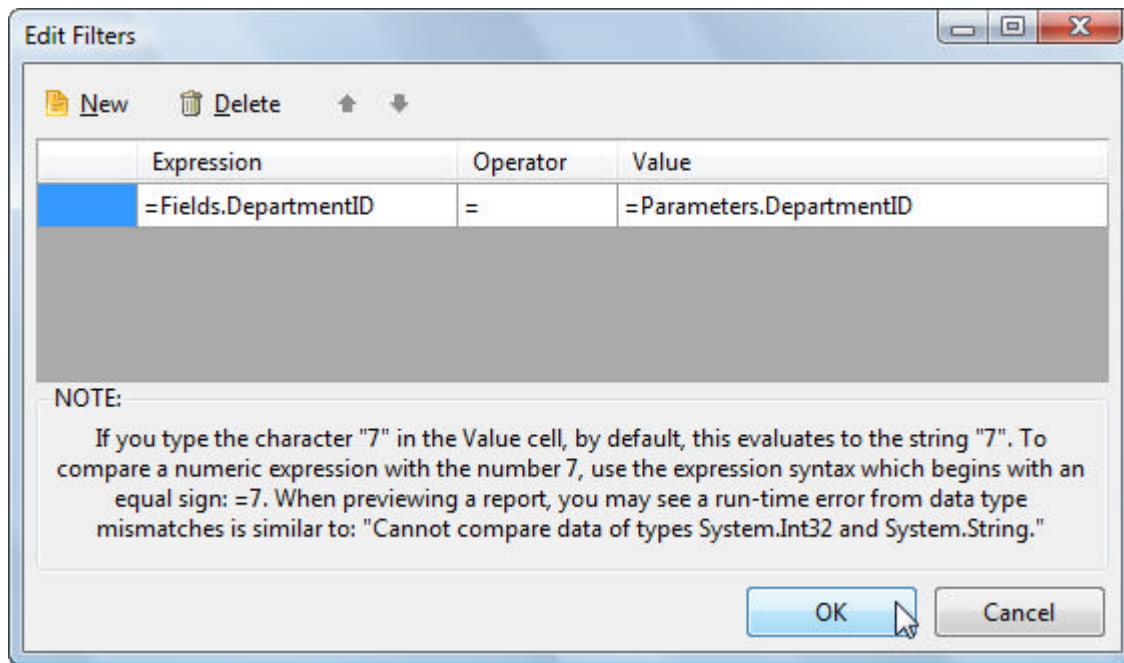 Edit Filters
New Delete
Expression Operator Value
=Fields.DepartmentID = =Parameters.DepartmentID
NOTE:
If you type the character "7" in the Value cell, by default, this evaluates to the string "7". To
compare a numeric expression with the number 7, use the expression syntax which begins with an
equal sign: =7. When previewing a report, you may see a run-time error from data type
mismatches is similar to: "Cannot compare data of types System.Int32 and System.String."
OK Cancel